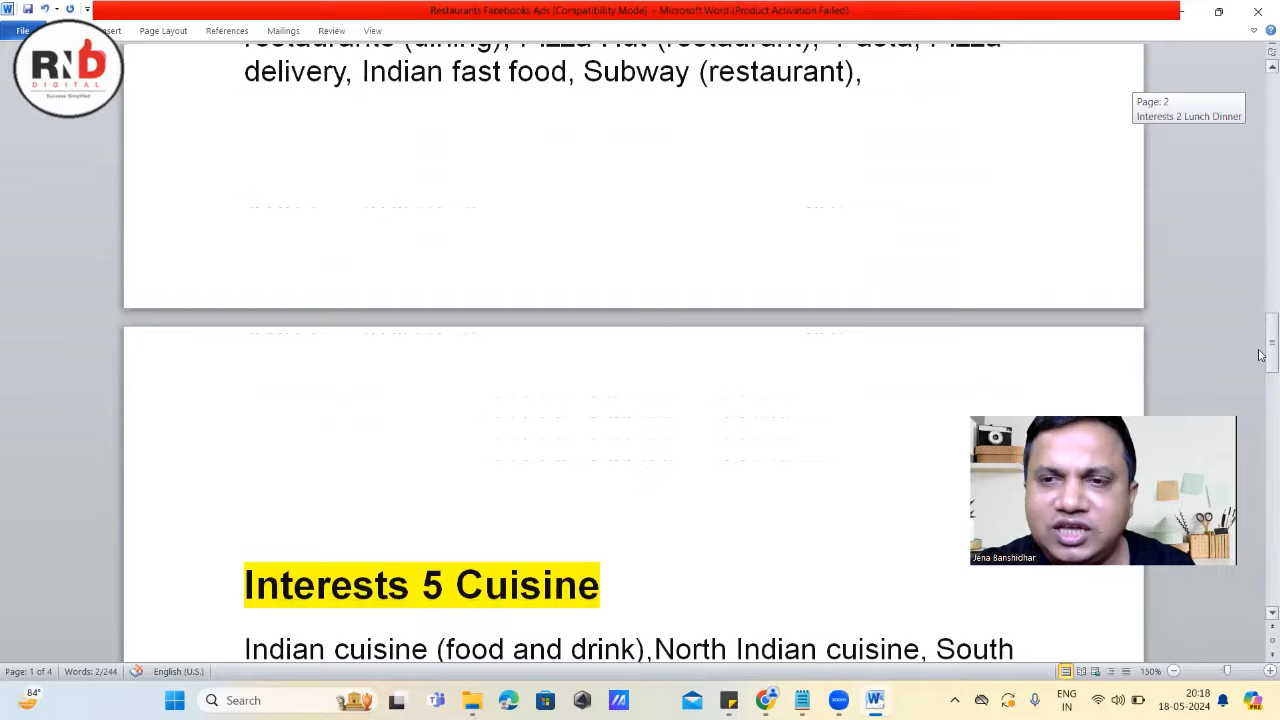 Restaurants Facebooks Ads [Compatibility Mode] - Microsoft Word (Product Activation Failed)
File
Page Layout
References
Mailings
Review
View
RND
DIGITAL
Success Simplified
delivery, Indian fast food, Subway (restaurant),
Page: 2
Interests 2 Lunch Dinner
Jena Banshidhar
Interests 5 Cuisine
Indian cuisine (food and drink),North Indian cuisine, South
Page: 1 of 4
Words: 2/244
English (U.S.)
150%
84°
Search
ENG
IN
20:18
18-05-2024